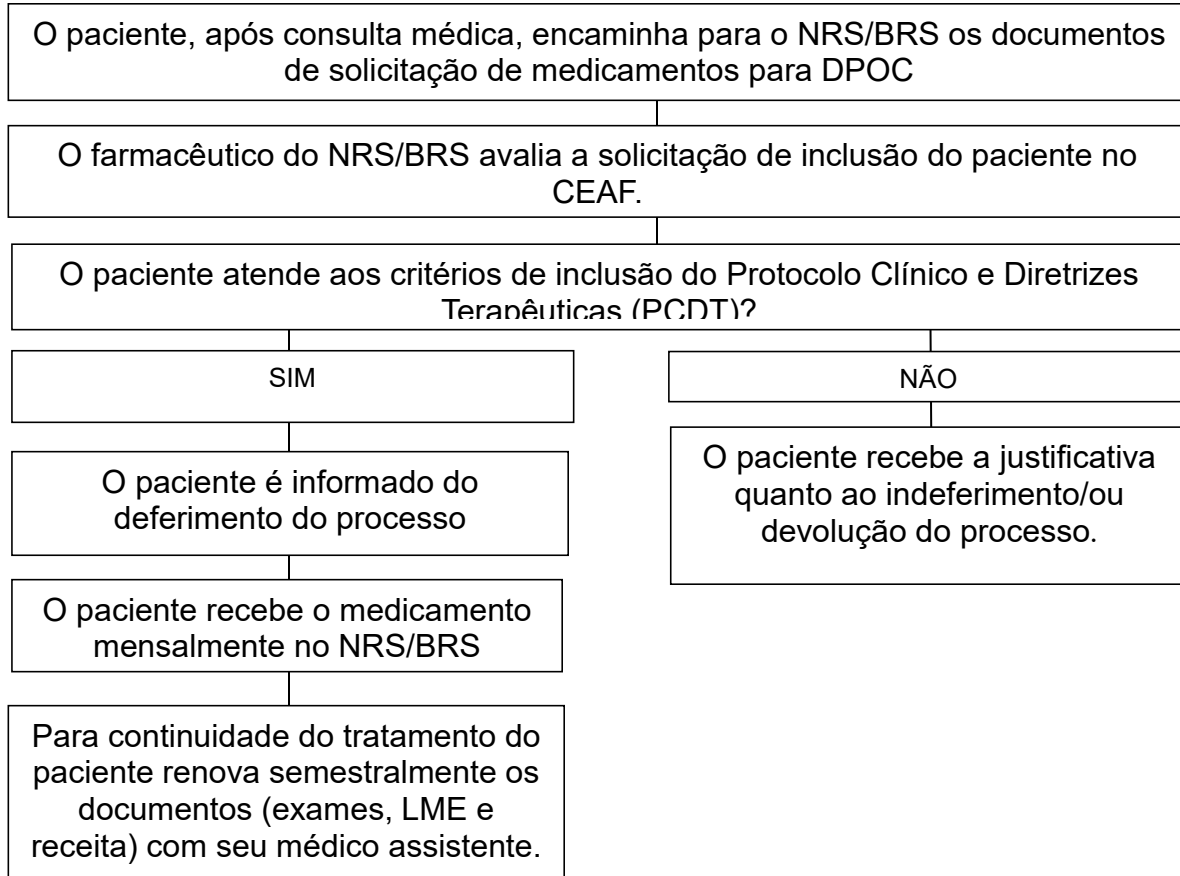 O paciente, após consulta médica, encaminha para o NRS/BRS os documentos
de solicitação de medicamentos para DPOC
O farmacêutico do NRS/BRS avalia a solicitação de inclusão do paciente no
CEAF.
O paciente atende aos critérios de inclusão do Protocolo Clínico e Diretrizes
Terapêuticas (PCDT)?
SIM
O paciente é informado do
deferimento do processo
O paciente recebe o medicamento
mensalmente no NRS/BRS
Para continuidade do tratamento do
paciente renova semestralmente os
documentos (exames, LME e
receita) com seu médico assistente.
NÃO
O paciente recebe a justificativa
quanto ao indeferimento/ou
devolução do processo.